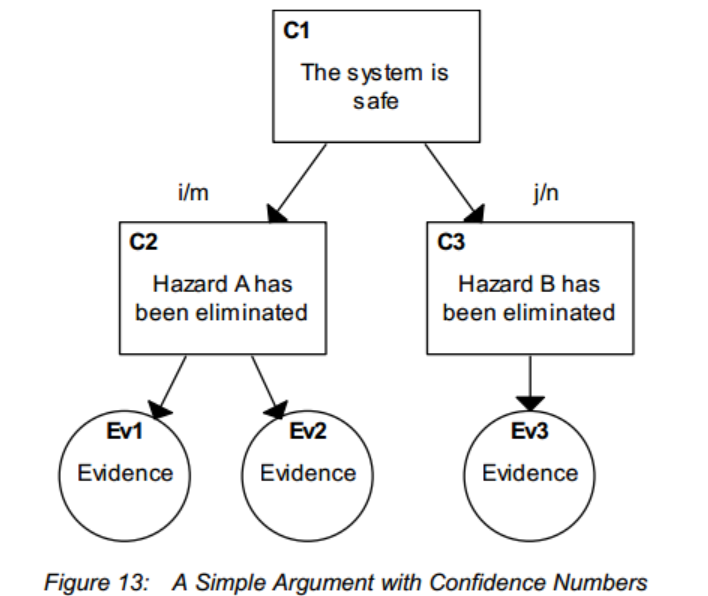 C1
The system is
safe
i/m
j/n
C2
C3
Hazard A has
been eliminated
Hazard B has
been eliminated
Ev1
Evidence
Ev2
Evidence
Ev3
Evidence
Figure 13: A Simple Argument with Confidence Numbers